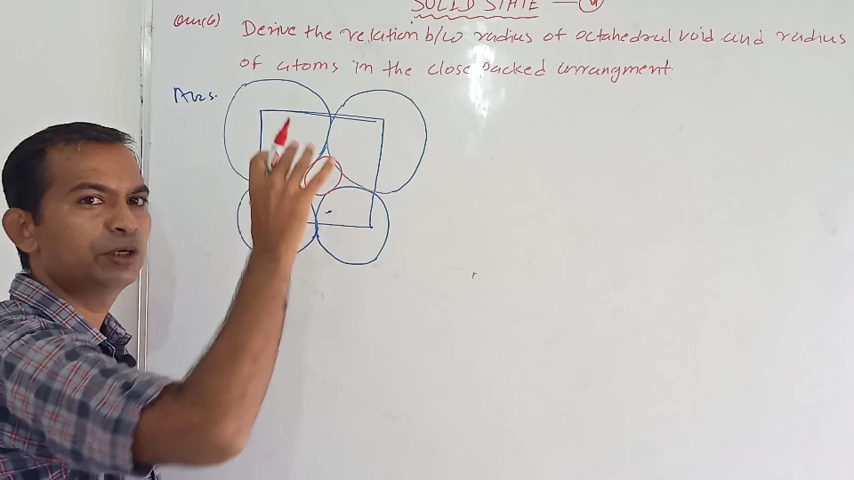 SOLID STATE — 4
Ques(6) Derive the relation b/w radius of octahedral void and radius
of atoms in the close packed arrangment
Ans.